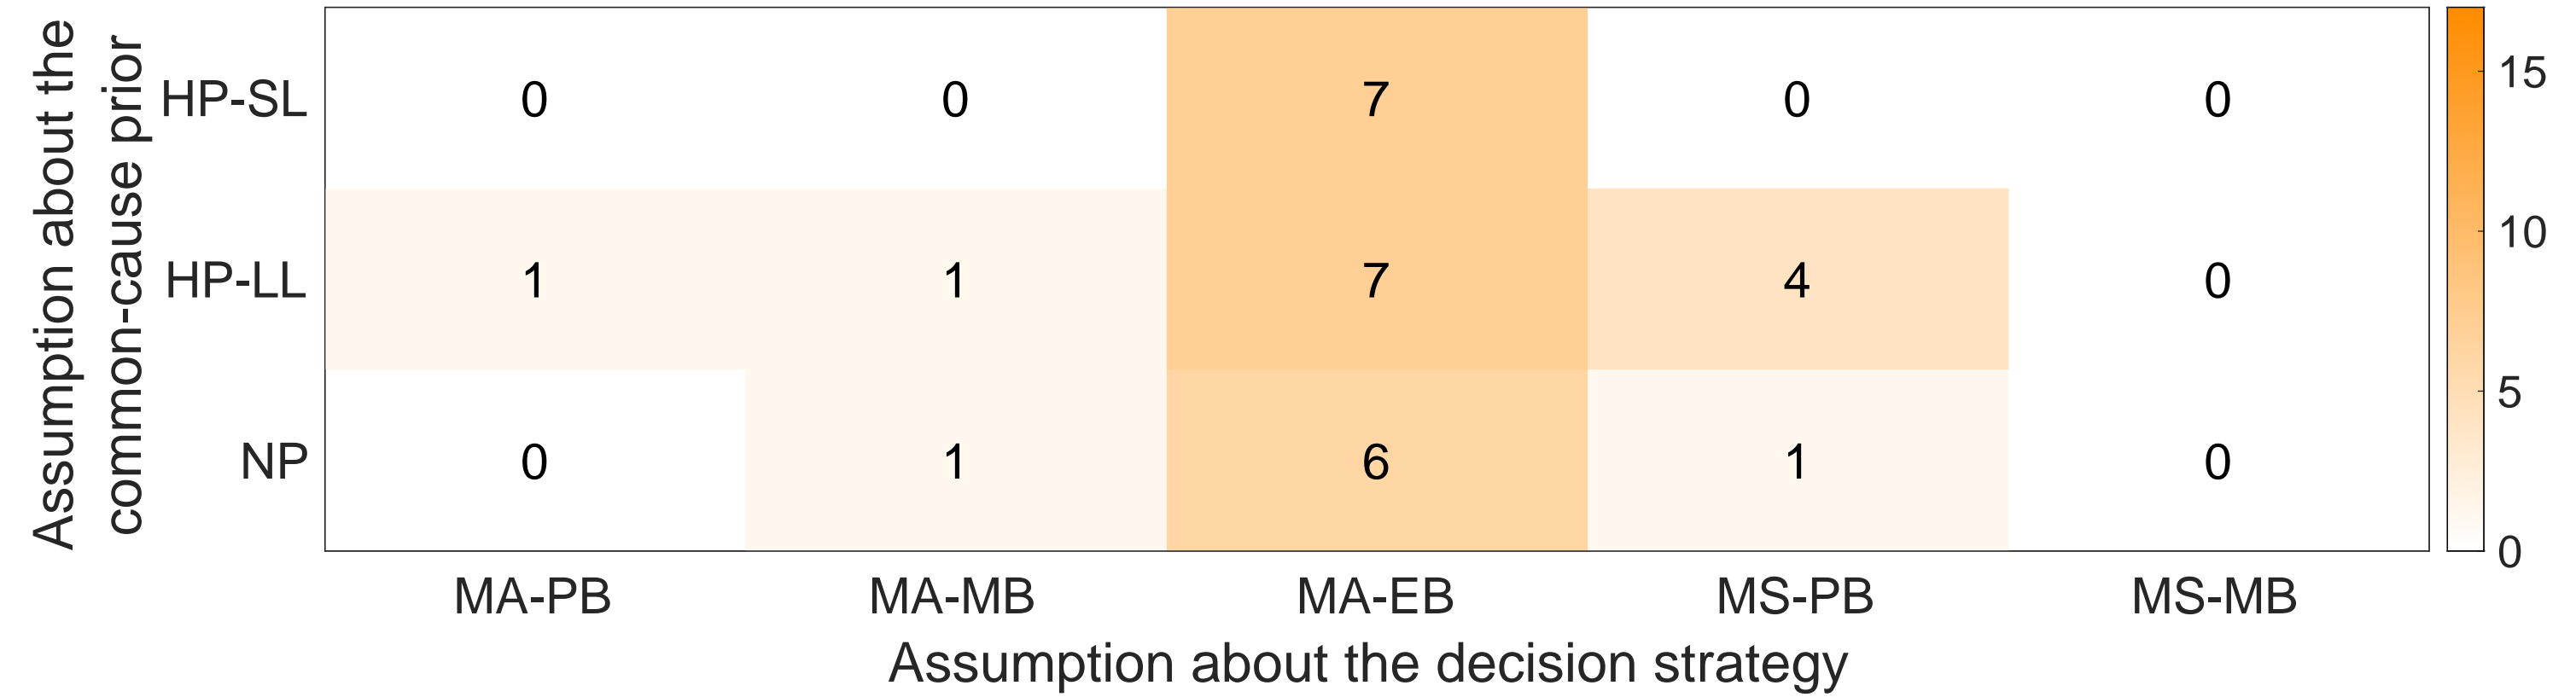 Assumption about the
common-cause prior
HP-SL 0 0 7 0 0
HP-LL 1 1 7 4 0
NP 0 1 6 1 0
MA-PB MA-MB MA-EB MS-PB MS-MB
Assumption about the decision strategy
15
10
5
0